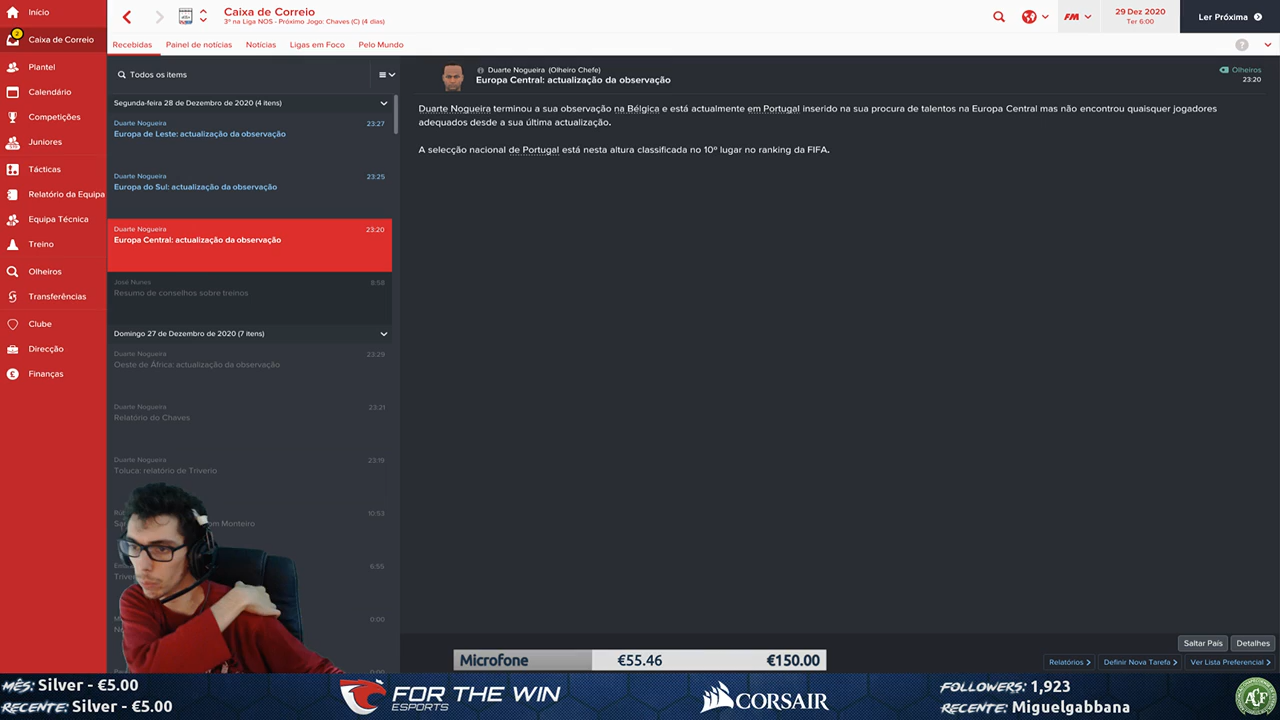 Início
Caixa de Correio
2
Plantel
Calendário
Competições
Juniores
Tácticas
Relatório da Equipa
Equipa Técnica
Treino
Olheiros
Transferências
Clube
Direcção
Finanças
Caixa de Correio
3ª na Liga NOS - Próximo Jogo: Chaves (C) (4 dias)
FM
29 Dez 2020
Ter 6:00
Ler Próxima
Recebidas
Painel de notícias
Notícias
Ligas em Foco
Pelo Mundo
Todos os items
Segunda-feira 28 de Dezembro de 2020 (4 itens)
Duarte Nogueira 23:27
Europa de Leste: actualização da observação
Duarte Nogueira 23:25
Europa do Sul: actualização da observação
Duarte Nogueira 23:20
Europa Central: actualização da observação
José Nunes 8:58
Resumo de conselhos sobre treinos
Domingo 27 de Dezembro de 2020 (7 itens)
Duarte Nogueira 23:29
Oeste de África: actualização da observação
Duarte Nogueira 23:21
Relatório do Chaves
Duarte Nogueira 23:19
Toluca: relatório de Triverio
10:53
om Monteiro
6:55
0:00
0:00
Duarte Nogueira (Olheiro Chefe)
Europa Central: actualização da observação
Olheiros
23:20
Duarte Nogueira terminou a sua observação na Bélgica e está actualmente em Portugal inserido na sua procura de talentos na Europa Central mas não encontrou quaisquer jogadores
adequados desde a sua última actualização.
A selecção nacional de Portugal está nesta altura classificada no 10º lugar no ranking da FIFA.
Saltar País
Detalhes
Relatórios
Definir Nova Tarefa
Ver Lista Preferencial
Microfone €55.46 €150.00
MÊS: Silver - €5.00
RECENTE: Silver - €5.00
FOR THE WIN
ESPORTS
CORSAIR
FOLLOWERS: 1,923
RECENTE: Miguelgabbana